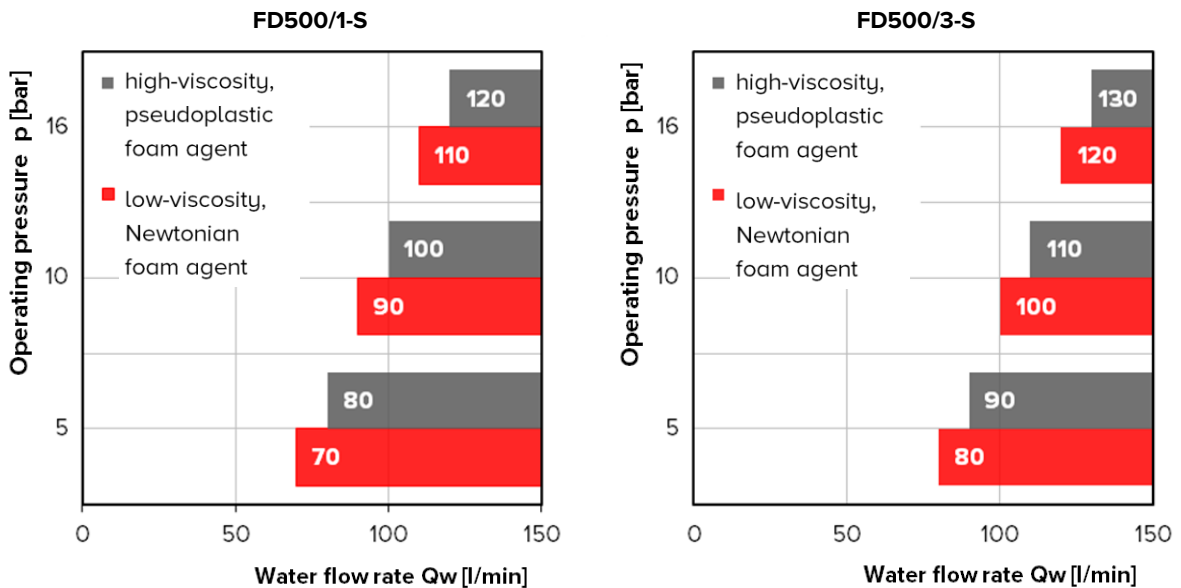 FD500/1-S
Operating pressure p [bar]
high-viscosity,
pseudoplastic
foam agent
low-viscosity,
Newtonian
foam agent
16
10
5
120
110
100
90
80
70
0
50
100
150
Water flow rate Qw [l/min]
FD500/3-S
Operating pressure p [bar]
high-viscosity,
pseudoplastic
foam agent
low-viscosity,
Newtonian
foam agent
16
10
5
130
120
110
100
90
80
0
50
100
150
Water flow rate Qw [l/min]